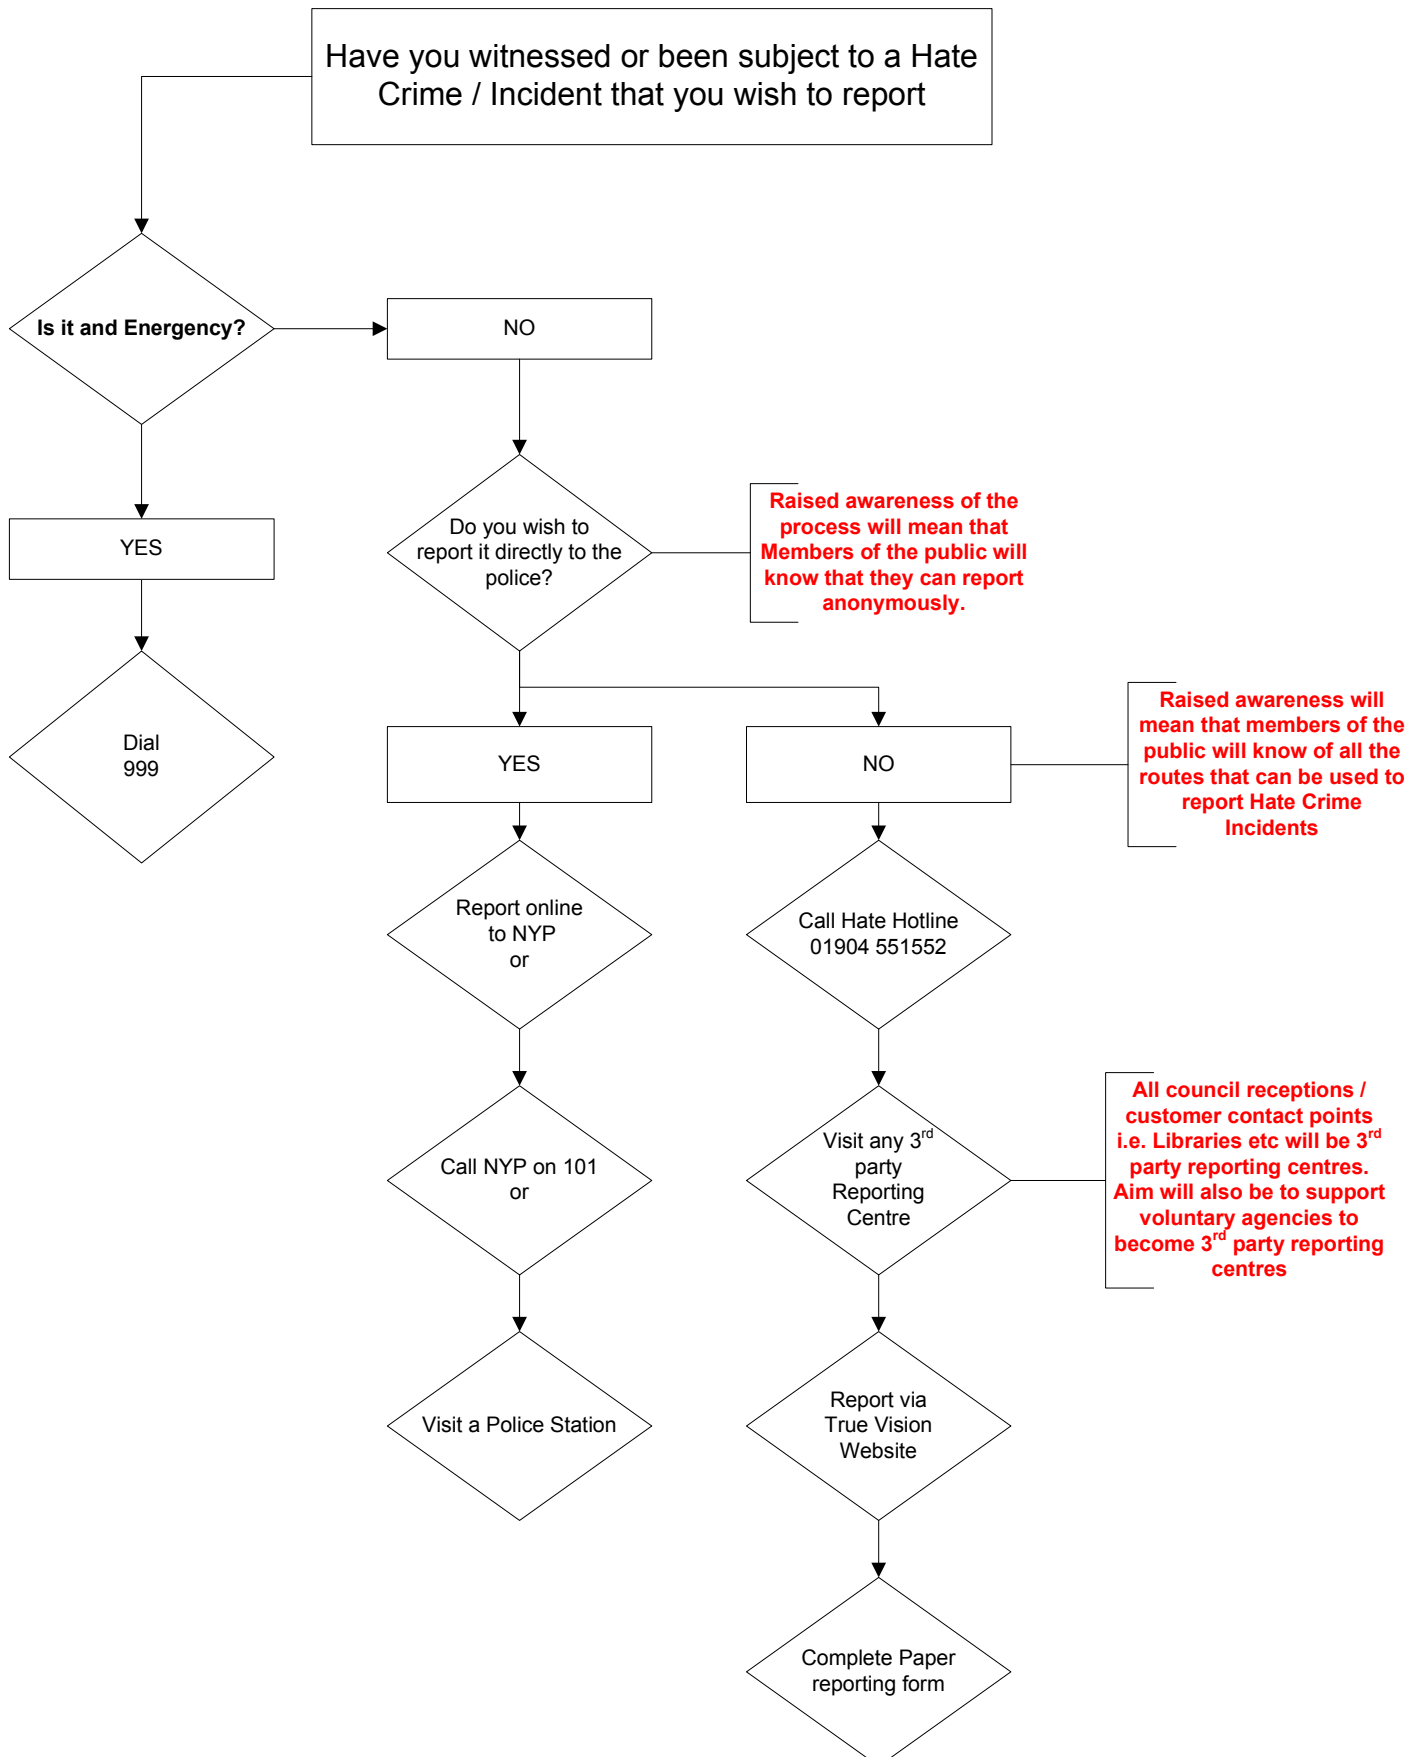 Have you witnessed or been subject to a Hate
Crime / Incident that you wish to report
Is it and Energency?
NO
YES
Dial
999
Do you wish to
report it directly to the
police?
Raised awareness of the
process will mean that
Members of the public will
know that they can report
anonymously.
YES
NO
Raised awareness will
mean that members of the
public will know of all the
routes that can be used to
report Hate Crime
Incidents
Report online
to NYP
or
Call Hate Hotline
01904 551552
Call NYP on 101
or
Visit any 3rd
party
Reporting
Centre
All council receptions /
customer contact points
i.e. Libraries etc will be 3rd
party reporting centres.
Aim will also be to support
voluntary agencies to
become 3rd party reporting
centres
Visit a Police Station
Report via
True Vision
Website
Complete Paper
reporting form